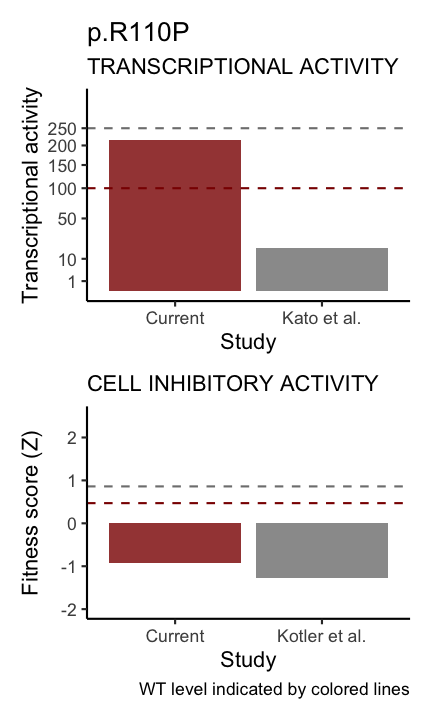 p.R110P
TRANSCRIPTIONAL ACTIVITY
Transcriptional activity
250
200
150
100
50
10
1
Current
Kato et al.
Study
CELL INHIBITORY ACTIVITY
Fitness score (Z)
2
1
0
-1
-2
Current
Kotler et al.
Study
WT level indicated by colored lines